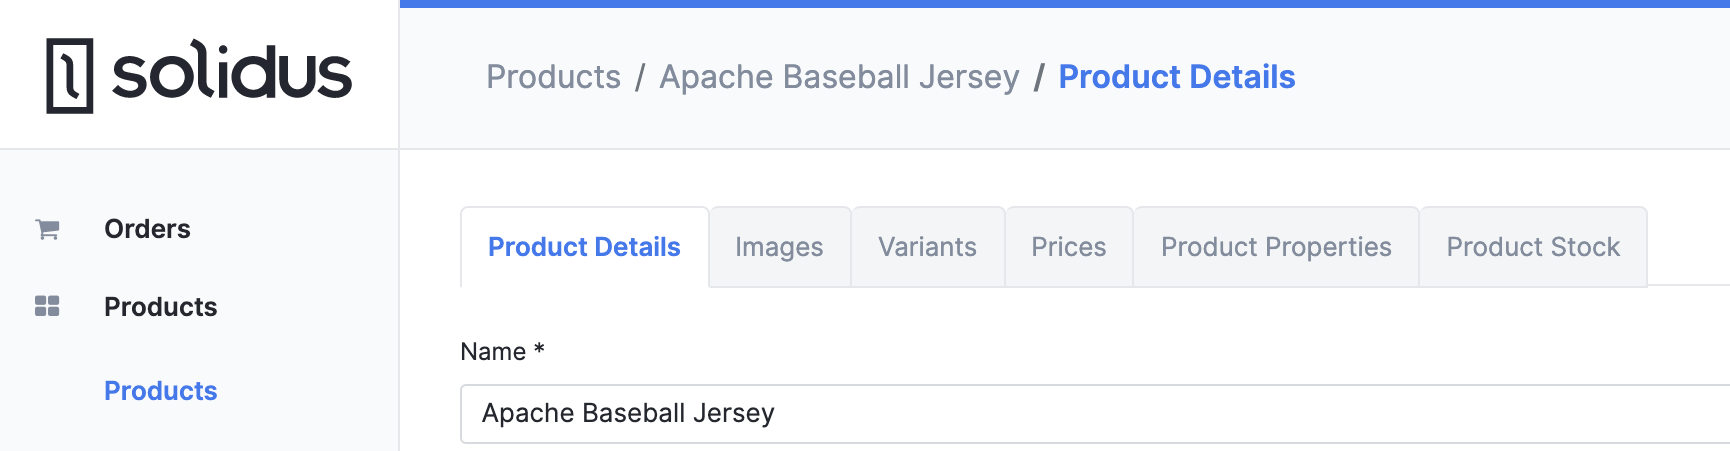 solidus
Products / Apache Baseball Jersey / Product Details
Orders
Products
Products
Product Details Images Variants Prices Product Properties Product Stock
Name *
Apache Baseball Jersey